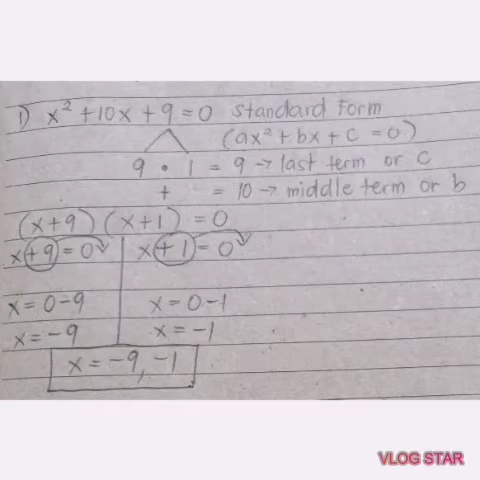 1) x² + 10x + 9 = 0 Standard Form
(ax² + bx + c = 0)
9 • 1 = 9 → last term or c
+ = 10 → middle term or b
(x + 9) (x + 1) = 0
x + 9 = 0 x + 1 = 0
x = 0 - 9 x = 0 - 1
x = -9 x = -1
x = -9, -1
VLOG STAR